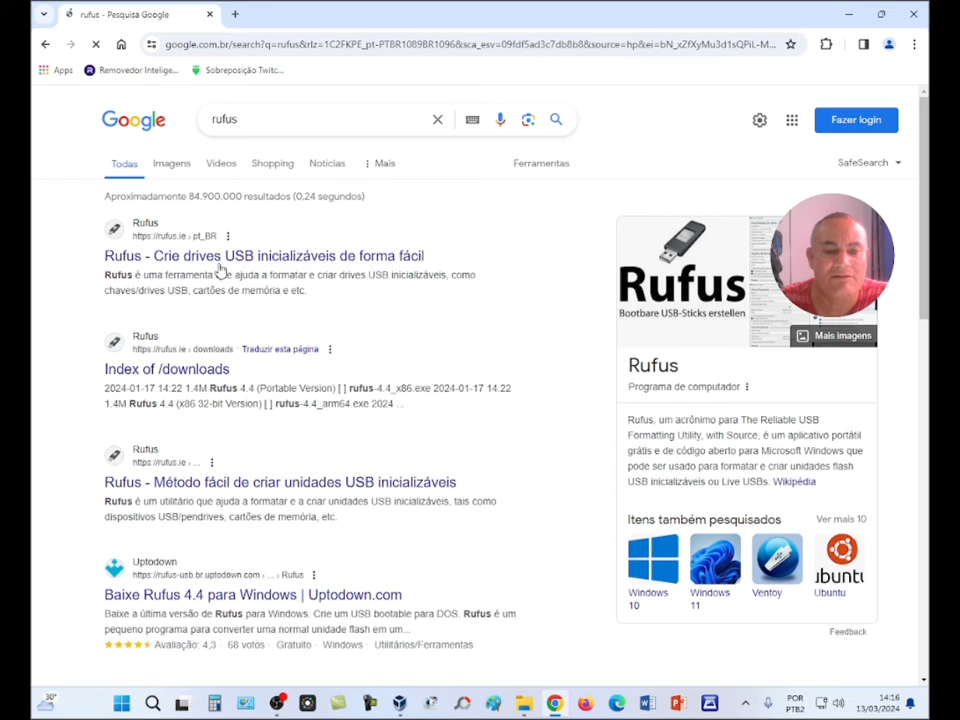 rufus - Pesquisa Google
google.com.br/search?q=rufus&rlz=1C2FKPE_pt-PTBR1089BR1096&sca_esv=09fdf5ad3c7db8b8&source=hp&ei=bN_xZfXyMu3d1sQPiL-M...
Apps
Removedor Intelige...
Sobreposição Twitc...
Google
rufus
Fazer login
Todas
Imagens
Vídeos
Shopping
Notícias
Mais
Ferramentas
SafeSearch
Aproximadamente 84.900.000 resultados (0,24 segundos)
Rufus
https://rufus.ie › pt_BR
Rufus - Crie drives USB inicializáveis de forma fácil
Rufus é uma ferramenta que ajuda a formatar e criar drives USB inicializáveis, como
chaves/drives USB, cartões de memória e etc.
Rufus
https://rufus.ie › downloads · Traduzir esta página
Index of /downloads
2024-01-17 14:22 1.4M Rufus 4.4 (Portable Version) [ ] rufus-4.4_x86.exe 2024-01-17 14:22
1.4M Rufus 4.4 (x86 32-bit Version) [ ] rufus-4.4_arm64.exe 2024 ...
Rufus
https://rufus.ie › ...
Rufus - Método fácil de criar unidades USB inicializáveis
Rufus é um utilitário que ajuda a formatar e a criar unidades USB inicializáveis, tais como
dispositivos USB/pendrives, cartões de memória, etc.
Uptodown
https://rufus-usb.br.uptodown.com › ... › Rufus
Baixe Rufus 4.4 para Windows | Uptodown.com
Baixe a última versão de Rufus para Windows. Crie um USB bootable para DOS. Rufus é um
pequeno programa para converter uma normal unidade flash em um...
Avaliação: 4,3 · 68 votos · Gratuito · Windows · Utilitários/Ferramentas
Rufus
Bootbare USB-Sticks erstellen
Mais imagens
Rufus
Programa de computador
Rufus, um acrônimo para The Reliable USB
Formatting Utility, with Source, é um aplicativo portátil
grátis e de código aberto para Microsoft Windows que
pode ser usado para formatar e criar unidades flash
USB inicializáveis ou Live USBs. Wikipédia
Itens também pesquisados
Ver mais 10
ubuntu
Windows 10
Windows 11
Ventoy
Ubuntu
Feedback
30°
POR
PTB2
14:16
13/03/2024